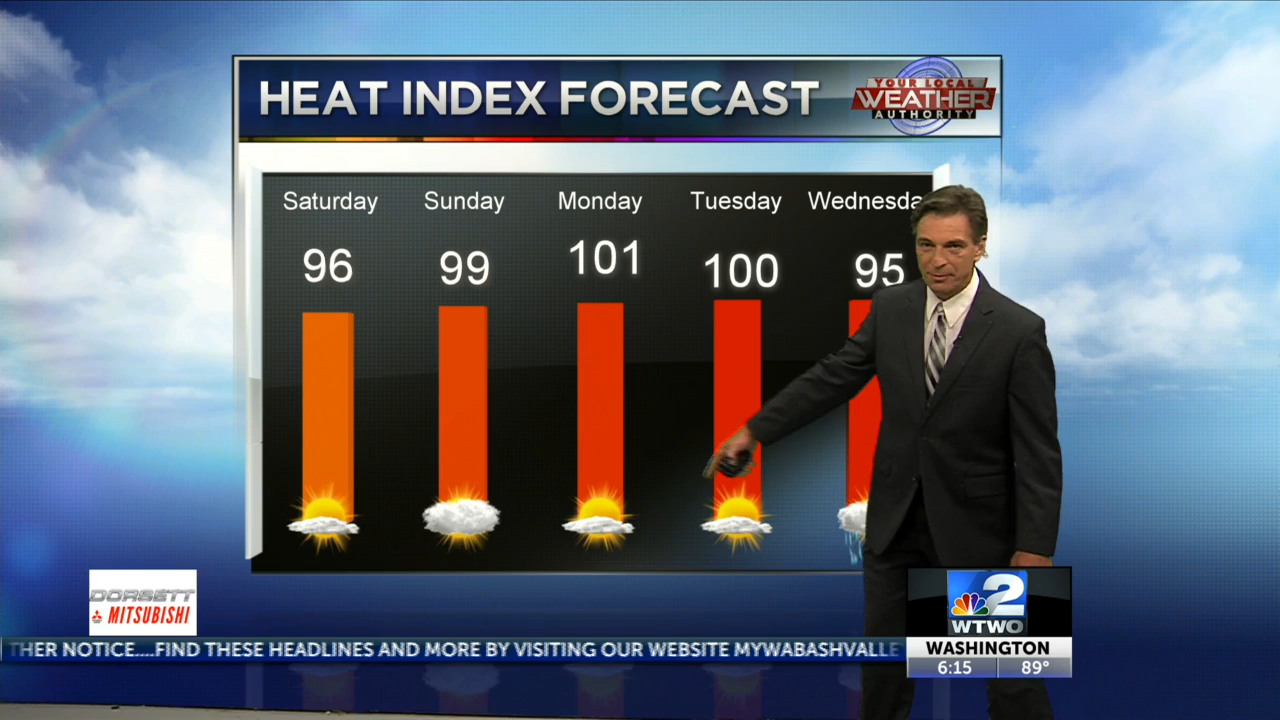 HEAT INDEX FORECAST
YOUR LOCAL
WEATHER
AUTHORITY
Saturday Sunday Monday Tuesday Wednesda
96 99 101 100 95
DORSETT
MITSUBISHI
2
WTWO
THER NOTICE....FIND THESE HEADLINES AND MORE BY VISITING OUR WEBSITE MYWABASHVALLE
WASHINGTON
6:15 89°